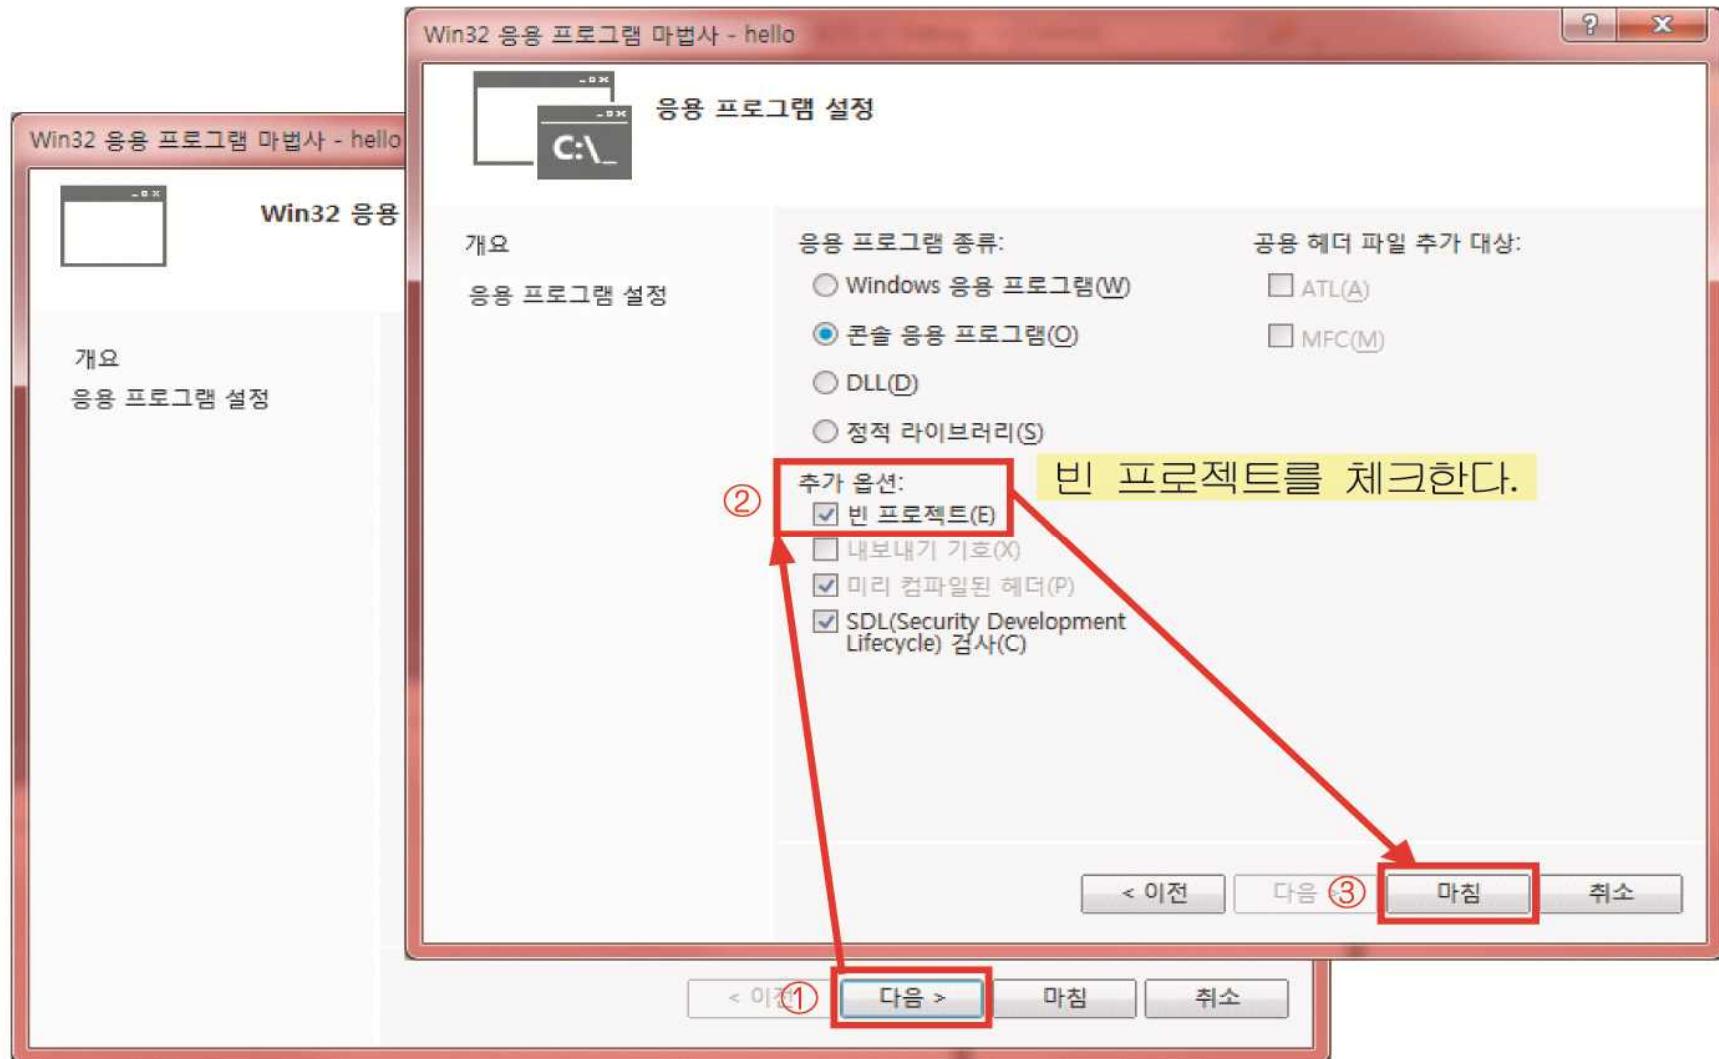 Win32 응용 프로그램 마법사 - hello
응용 프로그램 설정
C:\_
개요
응용 프로그램 설정
응용 프로그램 종류:
Windows 응용 프로그램(W)
콘솔 응용 프로그램(O)
DLL(D)
정적 라이브러리(S)
공용 헤더 파일 추가 대상:
ATL(A)
MFC(M)
② 추가 옵션:
빈 프로젝트(E)
내보내기 기호(X)
미리 컴파일된 헤더(P)
SDL(Security Development
Lifecycle) 검사(C)
빈 프로젝트를 체크한다.
< 이전 다음 ③ 마침 취소
Win32 응용 프로그램 마법사 - hello
Win32 응용
개요
응용 프로그램 설정
< 이전 ① 다음 > 마침 취소